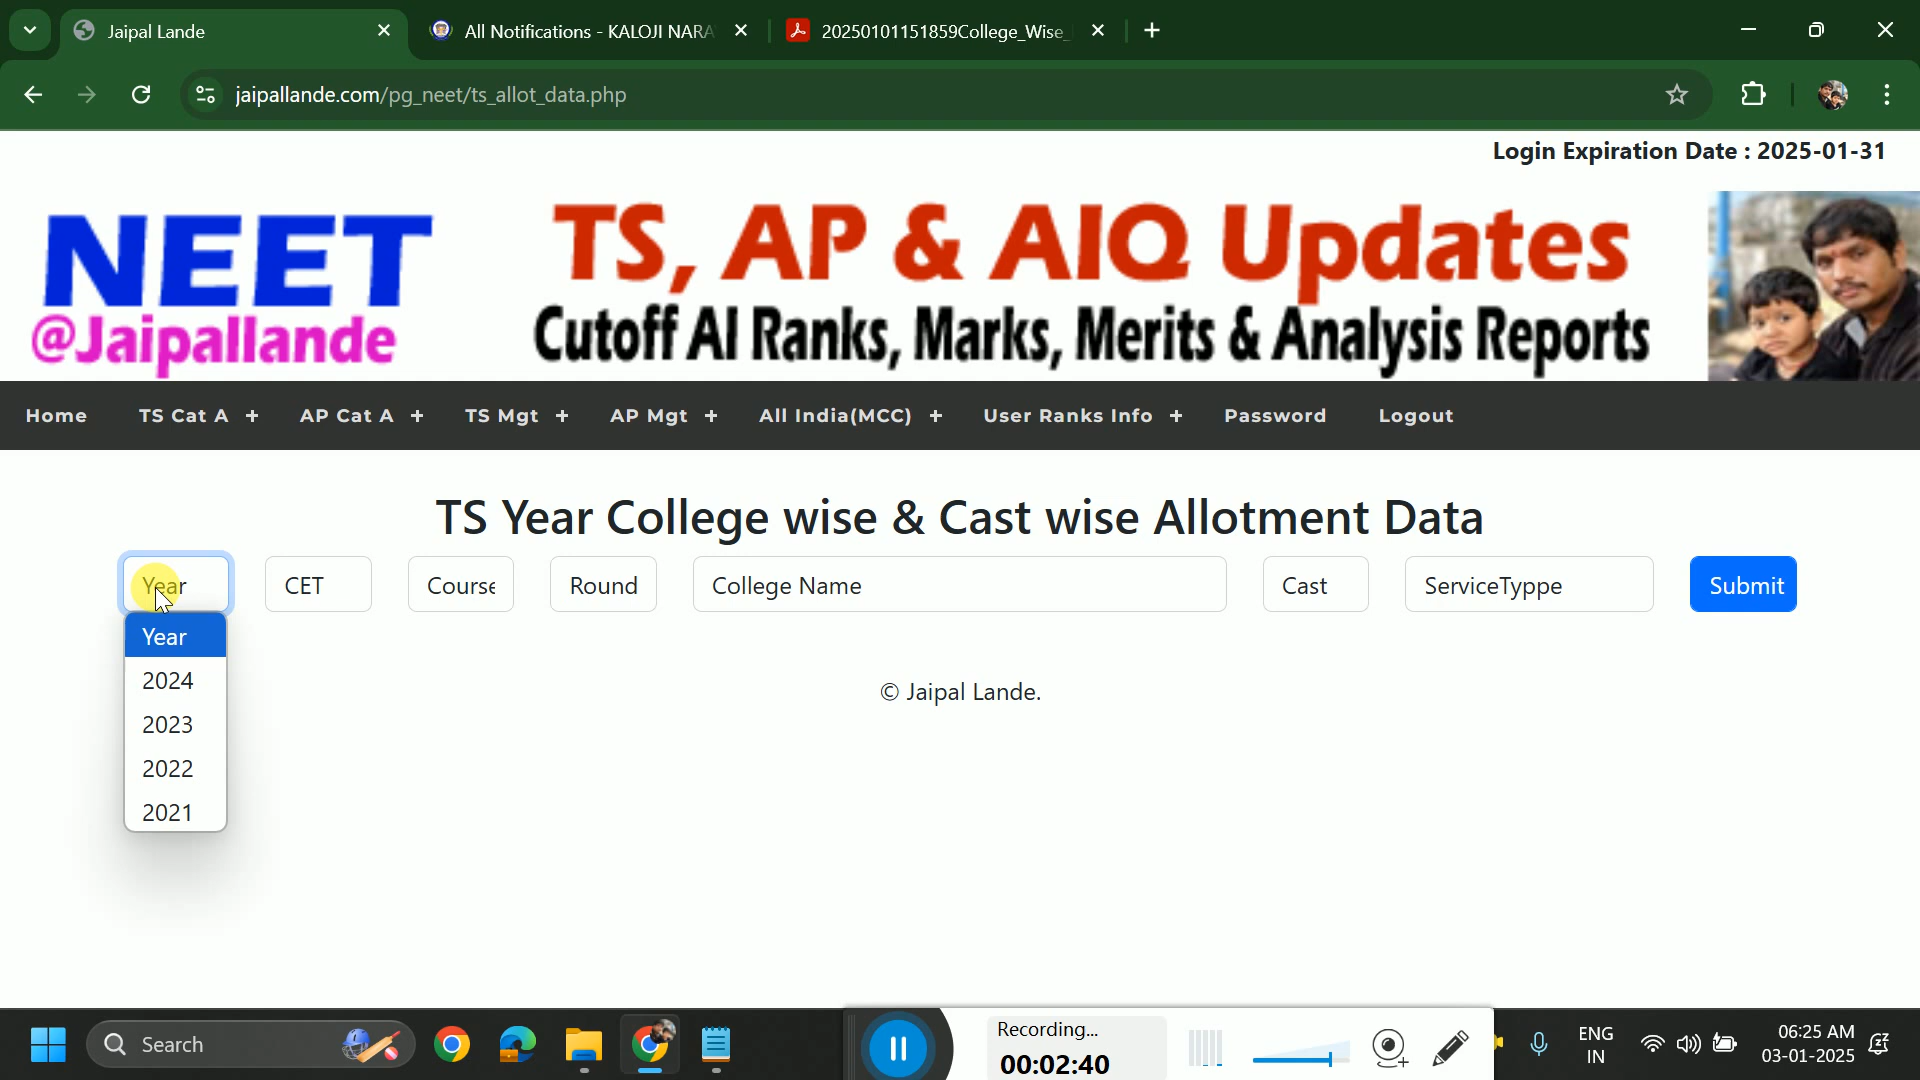 Jaipal Lande
All Notifications - KALOJI NARA
20250101151859College_Wise_
jaipallande.com/pg_neet/ts_allot_data.php
Login Expiration Date : 2025-01-31
NEET
@Jaipallande
TS, AP & AIQ Updates
Cutoff AI Ranks, Marks, Merits & Analysis Reports
Home TS Cat A + AP Cat A + TS Mgt + AP Mgt + All India(MCC) + User Ranks Info + Password Logout
TS Year College wise & Cast wise Allotment Data
Year CET Course Round College Name Cast ServiceTyppe Submit
Year
2024
2023
2022
2021
© Jaipal Lande.
Search
Recording...
00:02:40
ENG
IN
06:25 AM
03-01-2025